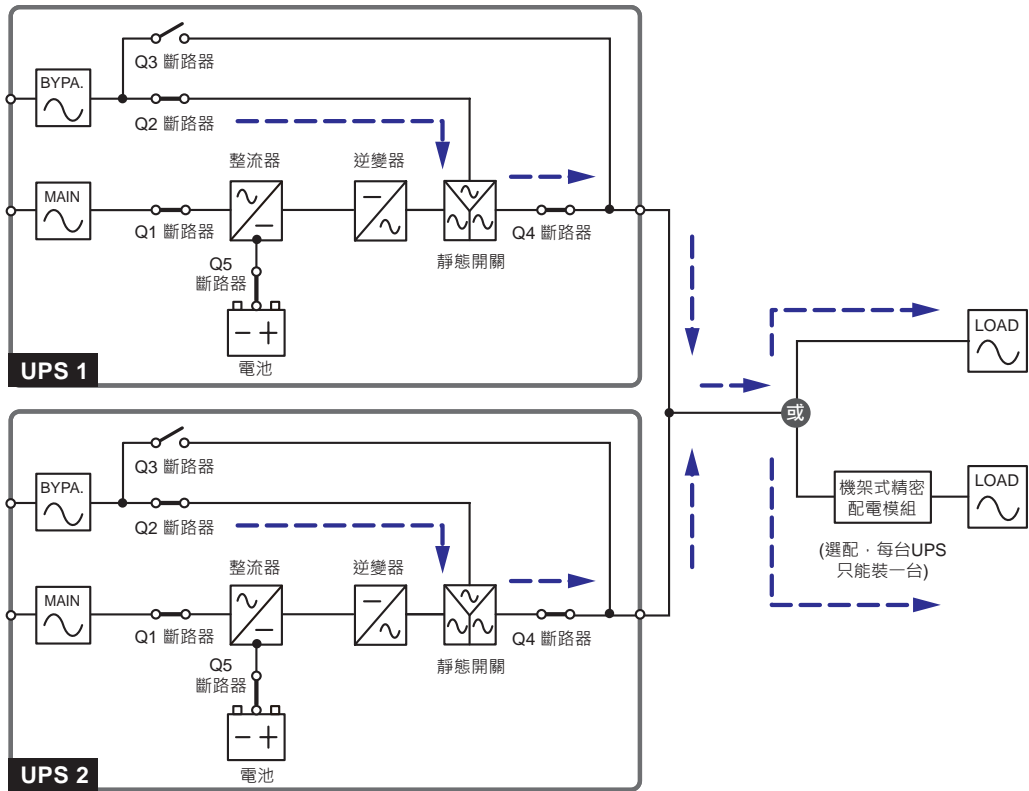 Q3 斷路器
BYPA.
Q2 斷路器
整流器
逆變器
MAIN
Q1 斷路器
Q4 斷路器
靜態開關
Q5
斷路器
電池
UPS 1
LOAD
或
Q3 斷路器
BYPA.
Q2 斷路器
LOAD
機架式精密
配電模組
(選配，每台UPS
只能裝一台)
整流器
逆變器
MAIN
Q1 斷路器
Q4 斷路器
靜態開關
Q5
斷路器
電池
UPS 2